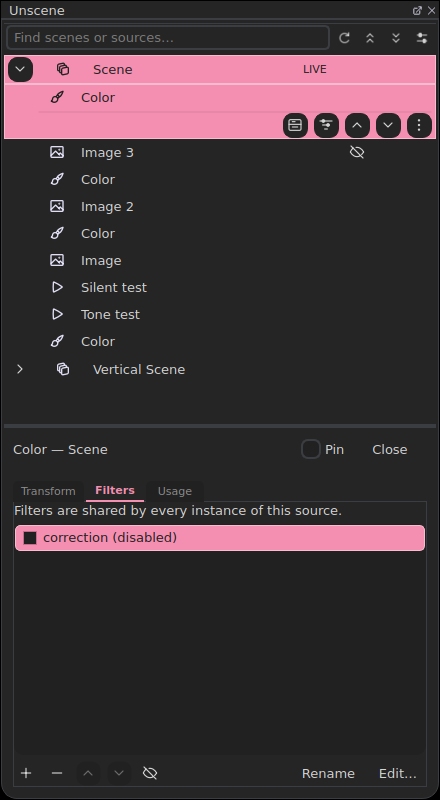 Unscene
Find scenes or sources...
Scene LIVE
Color
Image 3
Color
Image 2
Color
Image
Silent test
Tone test
Color
Vertical Scene
Color — Scene Pin Close
Transform Filters Usage
Filters are shared by every instance of this source.
correction (disabled)
Rename Edit...